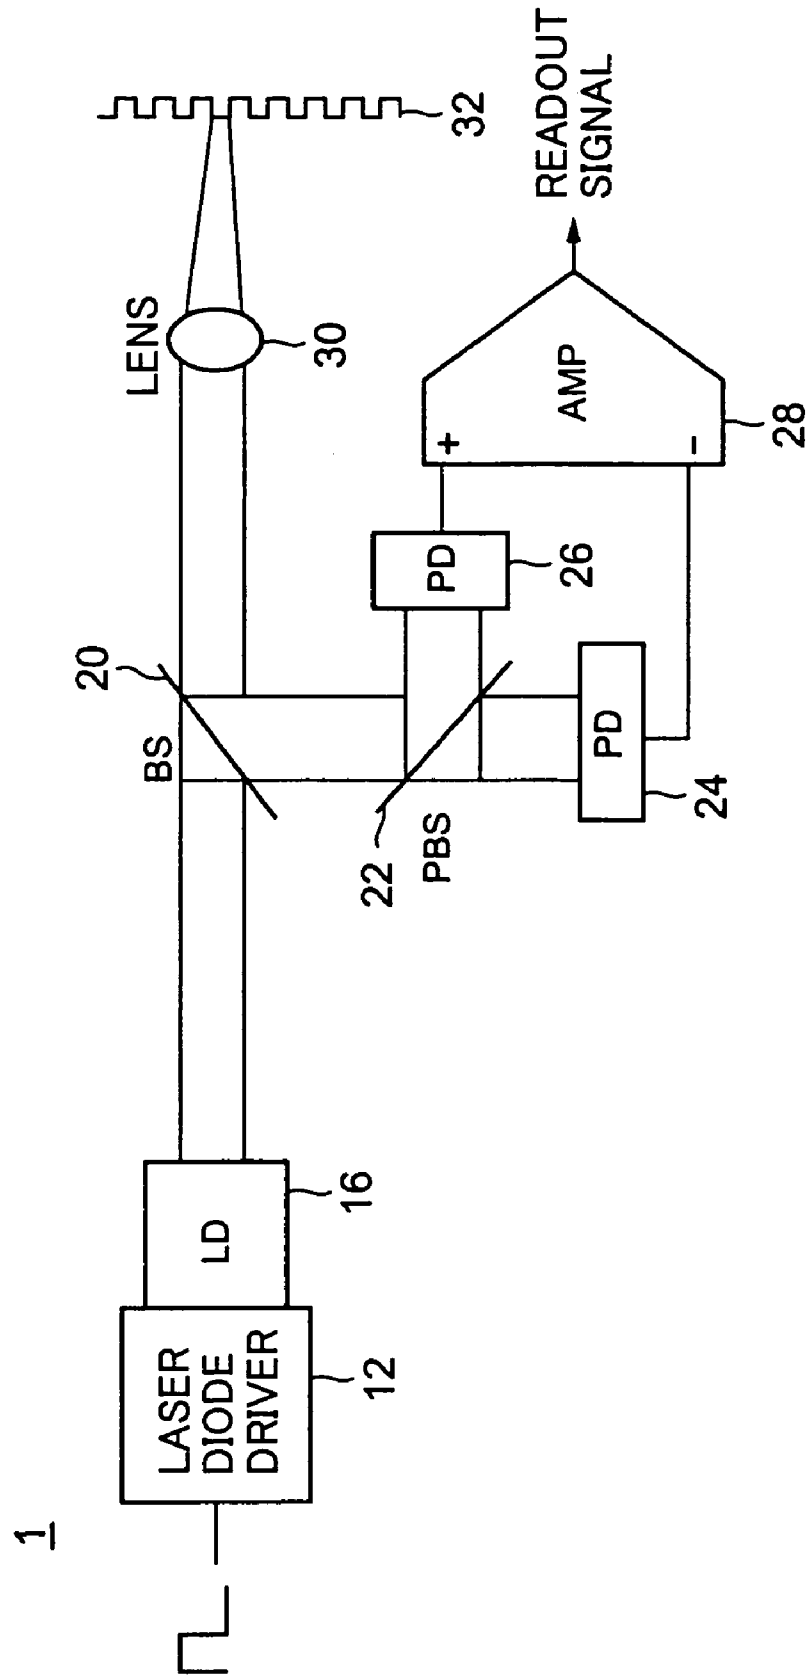 1
LASER
DIODE
DRIVER
12
LD
16
BS
20
LENS
30
32
22
PBS
PD
26
PD
24
+
−
AMP
28
READOUT
SIGNAL